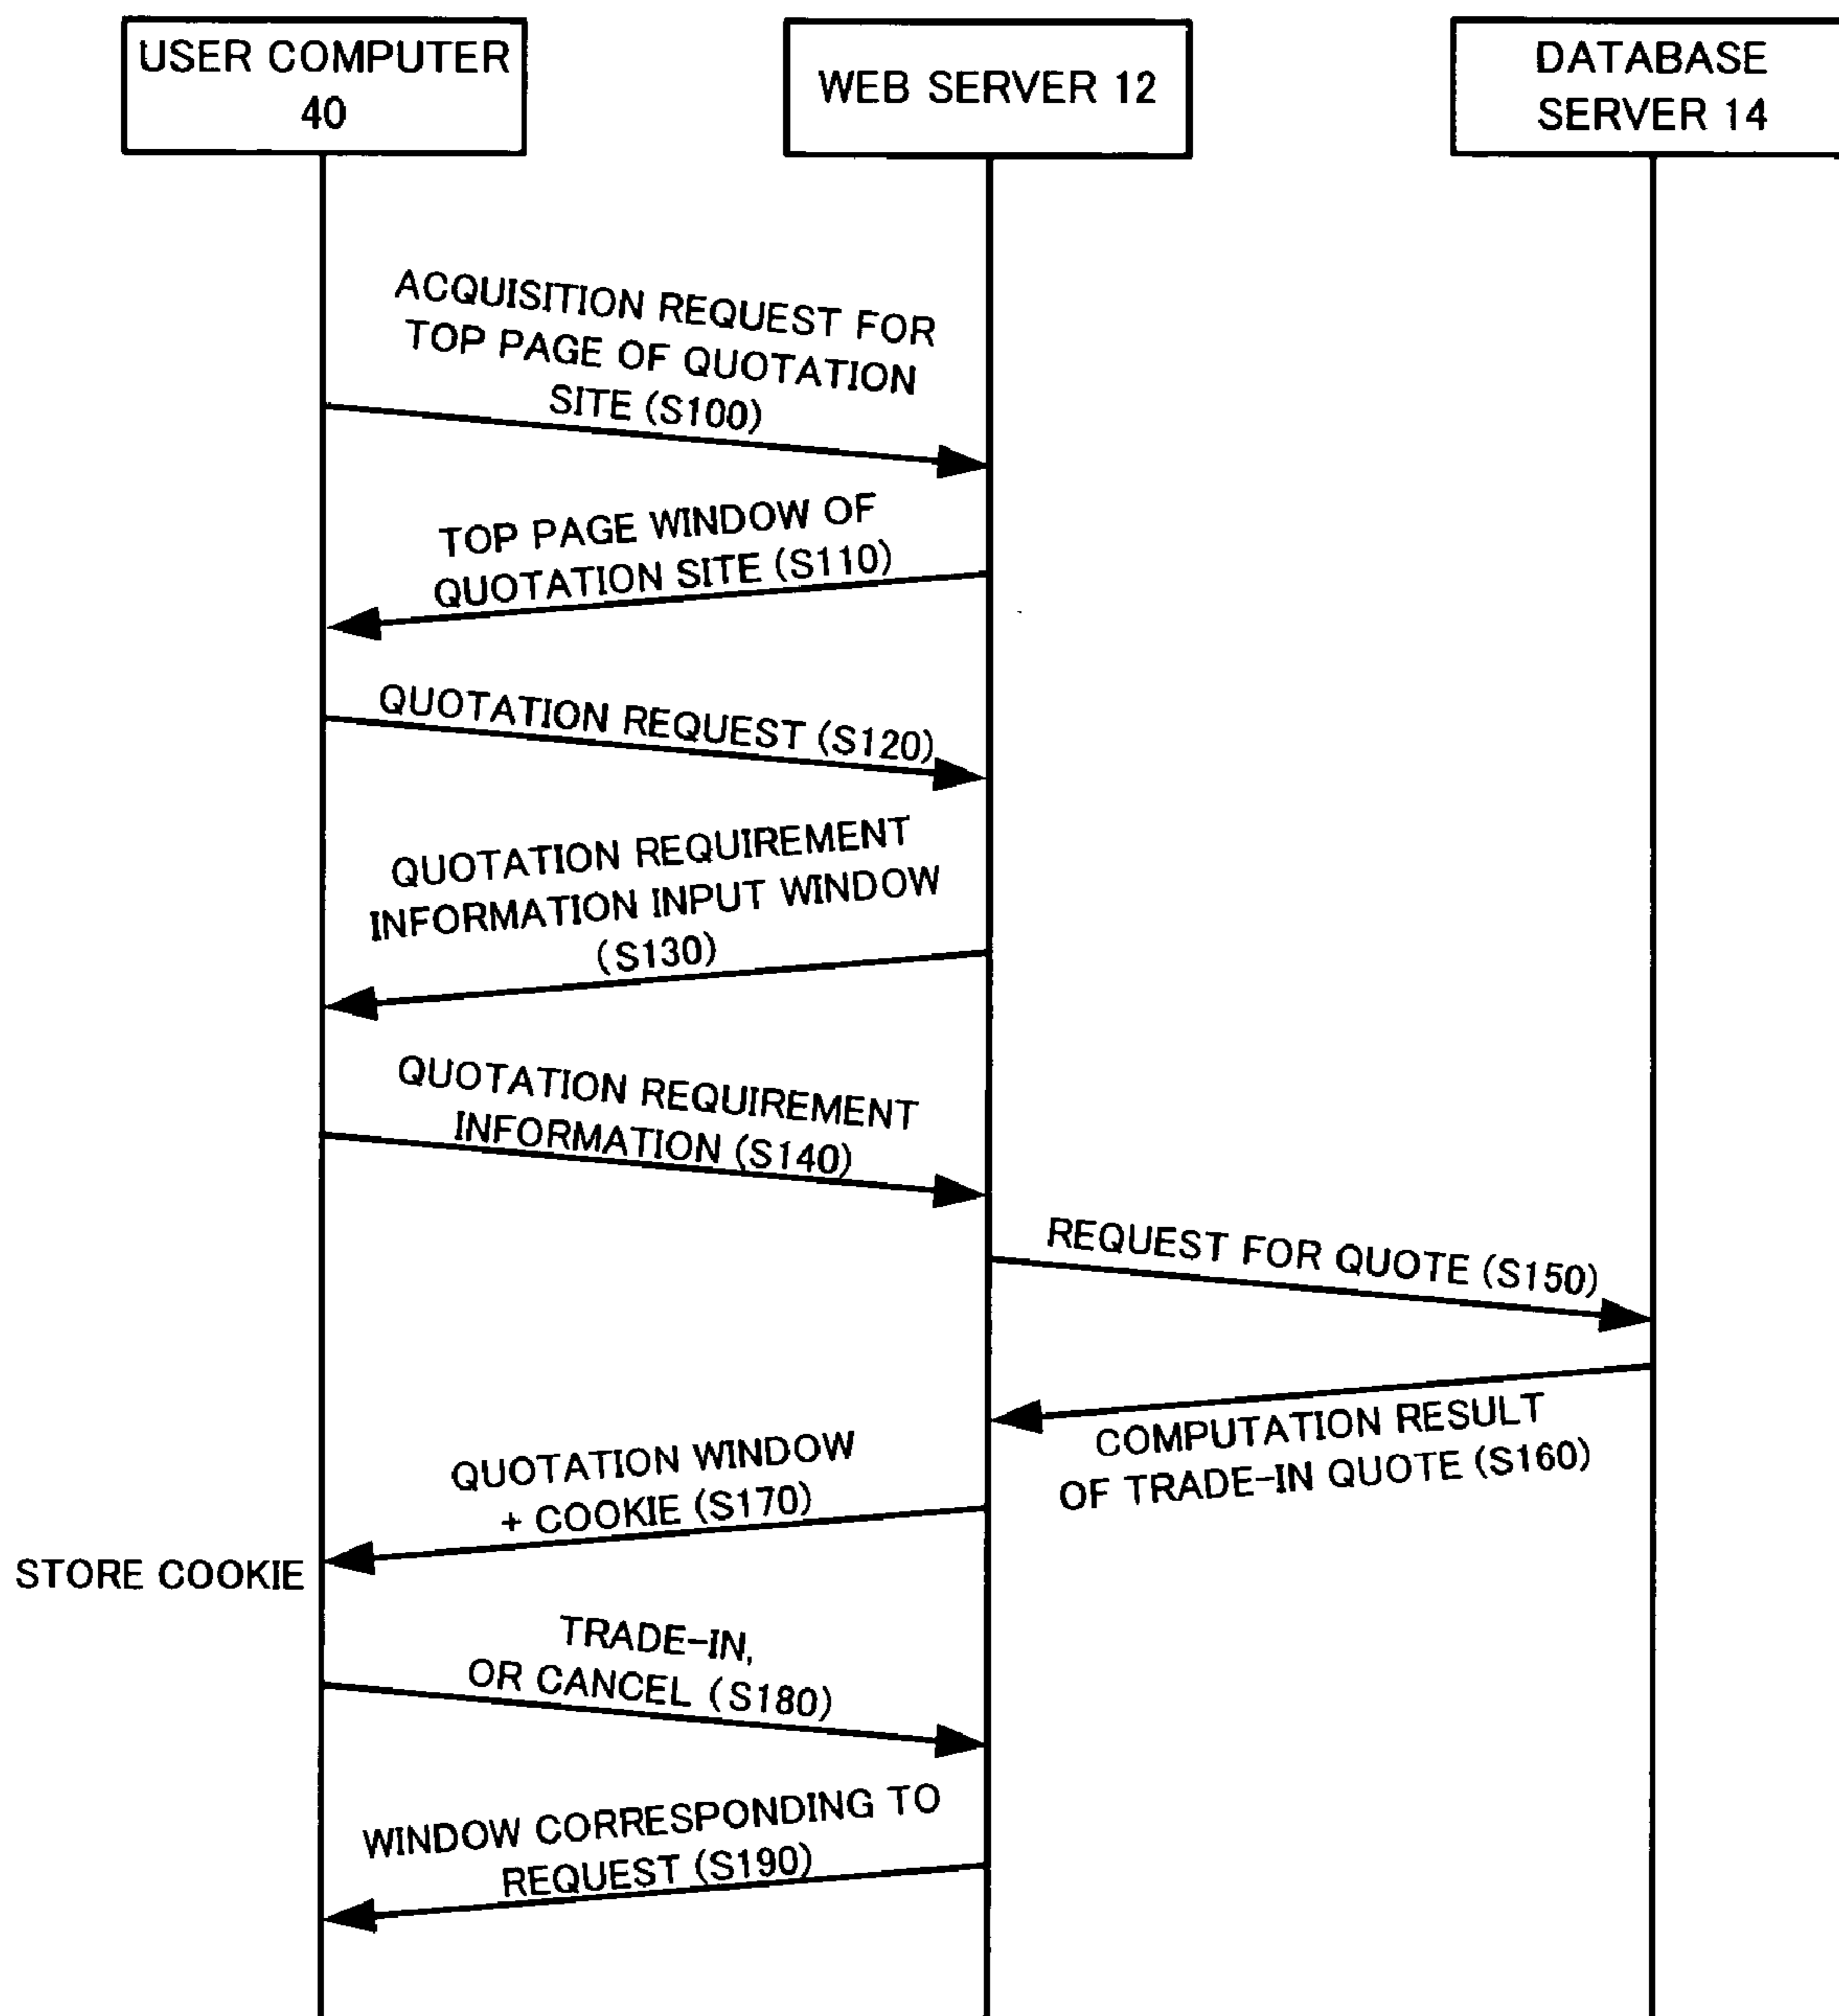 USER COMPUTER
40
WEB SERVER 12
DATABASE
SERVER 14
ACQUISITION REQUEST FOR
TOP PAGE OF QUOTATION
SITE (S100)
TOP PAGE WINDOW OF
QUOTATION SITE (S110)
QUOTATION REQUEST (S120)
QUOTATION REQUIREMENT
INFORMATION INPUT WINDOW
(S130)
QUOTATION REQUIREMENT
INFORMATION (S140)
REQUEST FOR QUOTE (S150)
COMPUTATION RESULT
OF TRADE-IN QUOTE (S160)
QUOTATION WINDOW
+ COOKIE (S170)
STORE COOKIE
TRADE-IN,
OR CANCEL (S180)
WINDOW CORRESPONDING TO
REQUEST (S190)